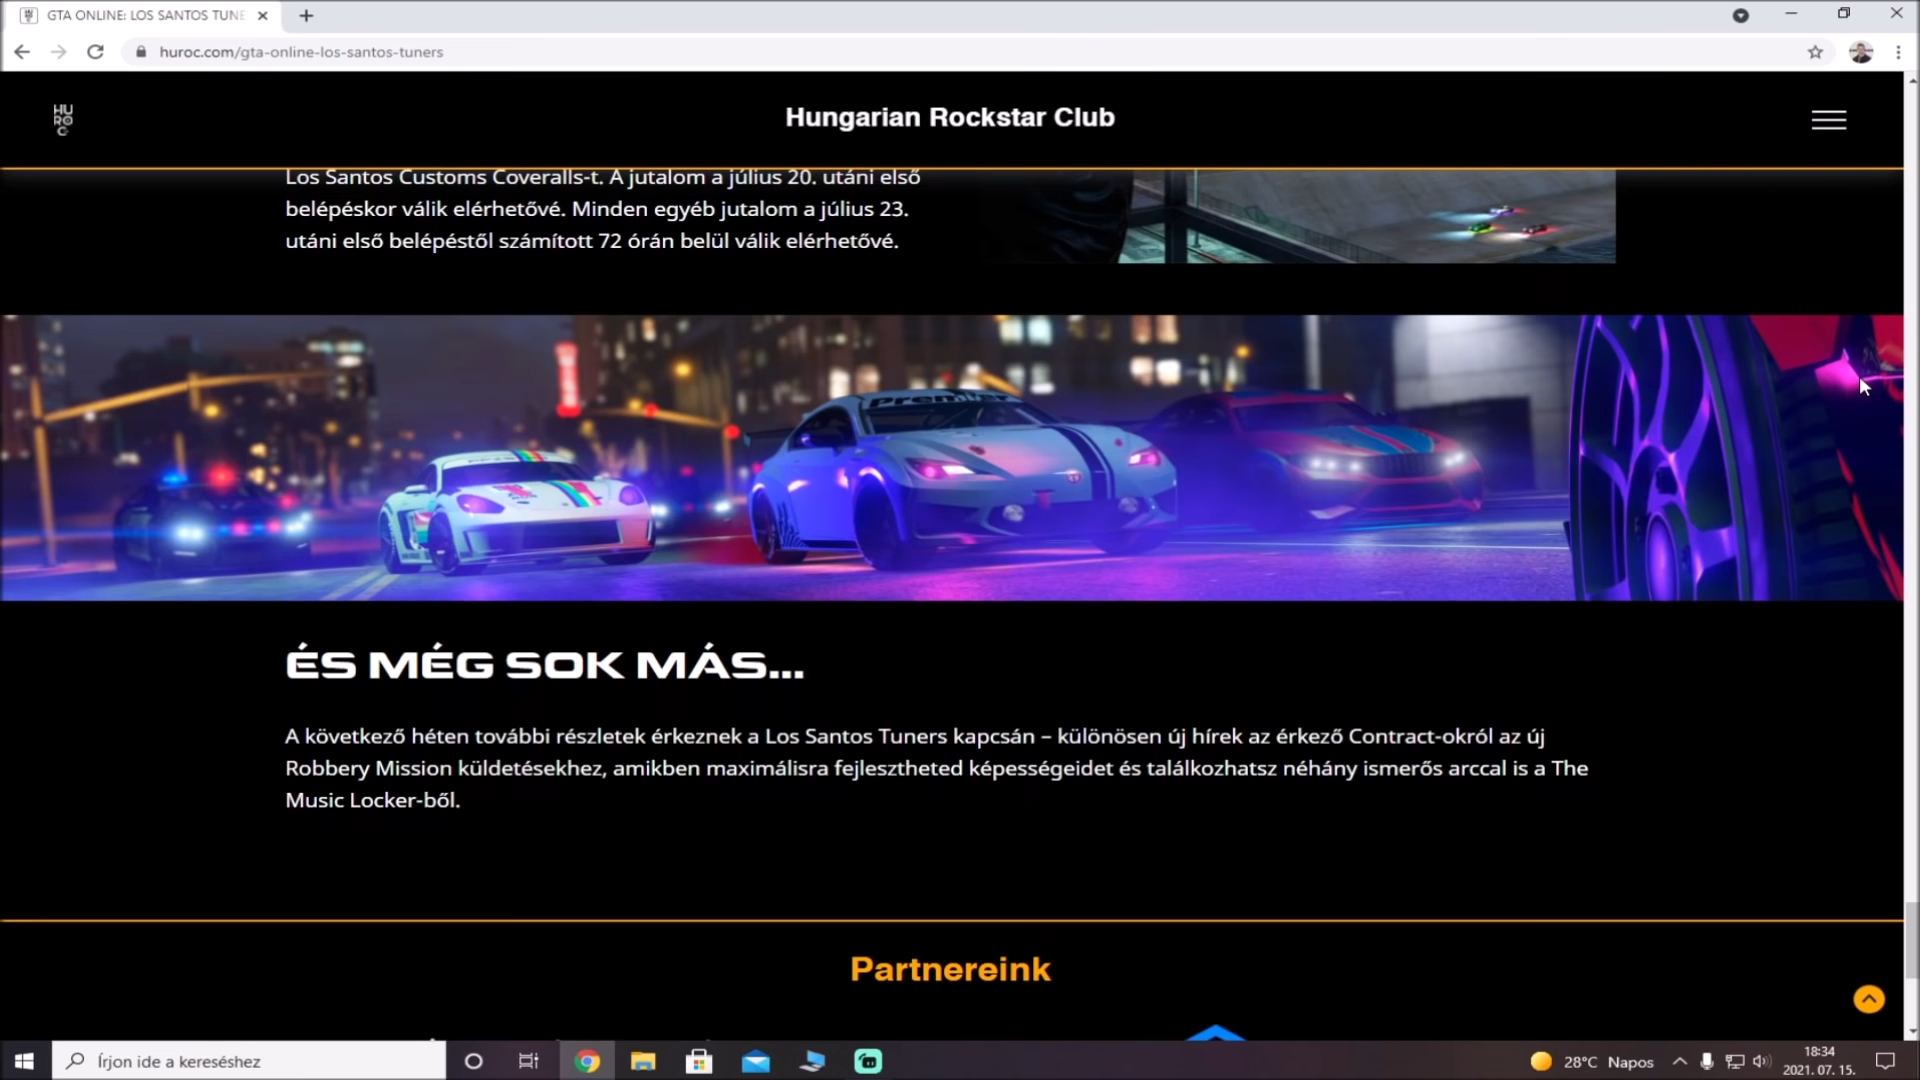 GTA ONLINE: LOS SANTOS TUNE
huroc.com/gta-online-los-santos-tuners
HU
RO
C
Hungarian Rockstar Club
Los Santos Customs Coveralls-t. A jutalom a július 20. utáni első
belépéskor válik elérhetővé. Minden egyéb jutalom a július 23.
utáni első belépéstől számított 72 órán belül válik elérhetővé.
Premier
ÉS MÉG SOK MÁS...
A következő héten további részletek érkeznek a Los Santos Tuners kapcsán – különösen új hírek az érkező Contract-okról az új
Robbery Mission küldetésekhez, amikben maximálisra fejlesztheted képességeidet és találkozhatsz néhány ismerős arccal is a The
Music Locker-ből.
Partnereink
Írjon ide a kereséshez
28°C Napos
18:34
2021. 07. 15.